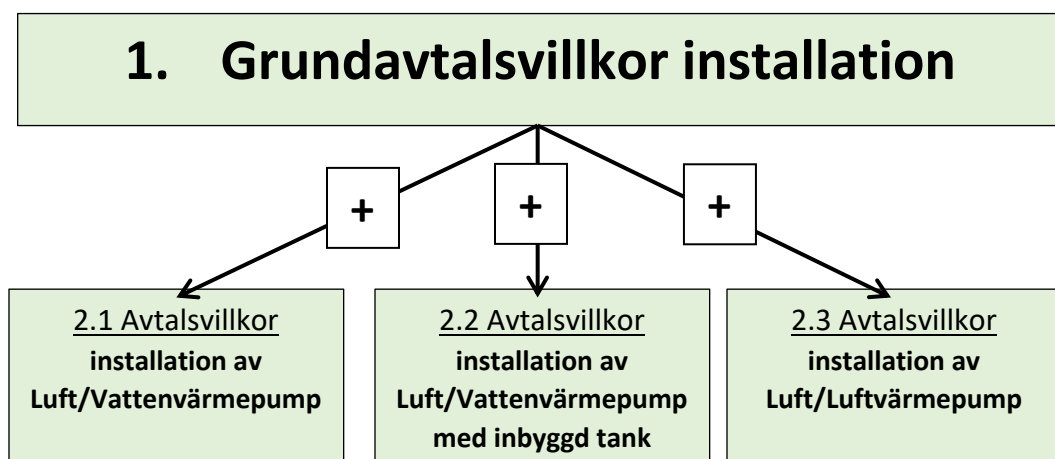 1. Grundavtalsvillkor installation
+ + +
2.1 Avtalsvillkor
installation av
Luft/Vattenvärmepump
2.2 Avtalsvillkor
installation av
Luft/Vattenvärmepump
med inbyggd tank
2.3 Avtalsvillkor
installation av
Luft/Luftvärmepump